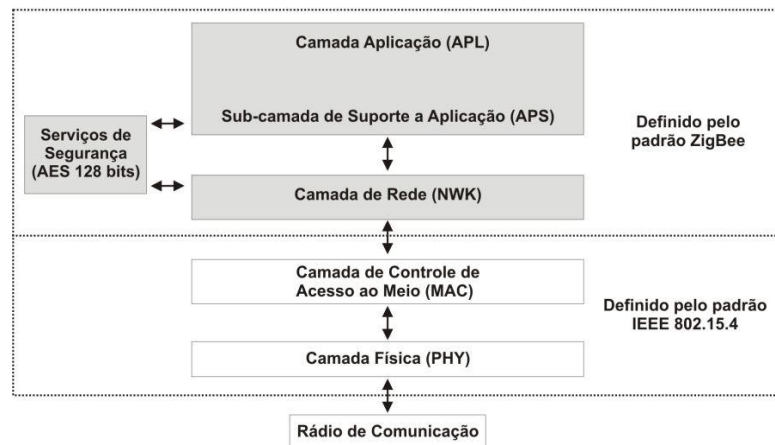 Camada Aplicação (APL)
Sub-camada de Suporte a Aplicação (APS)
Serviços de
Segurança
(AES 128 bits)
Definido pelo
padrão ZigBee
Camada de Rede (NWK)
Camada de Controle de
Acesso ao Meio (MAC)
Definido pelo padrão
IEEE 802.15.4
Camada Física (PHY)
Rádio de Comunicação